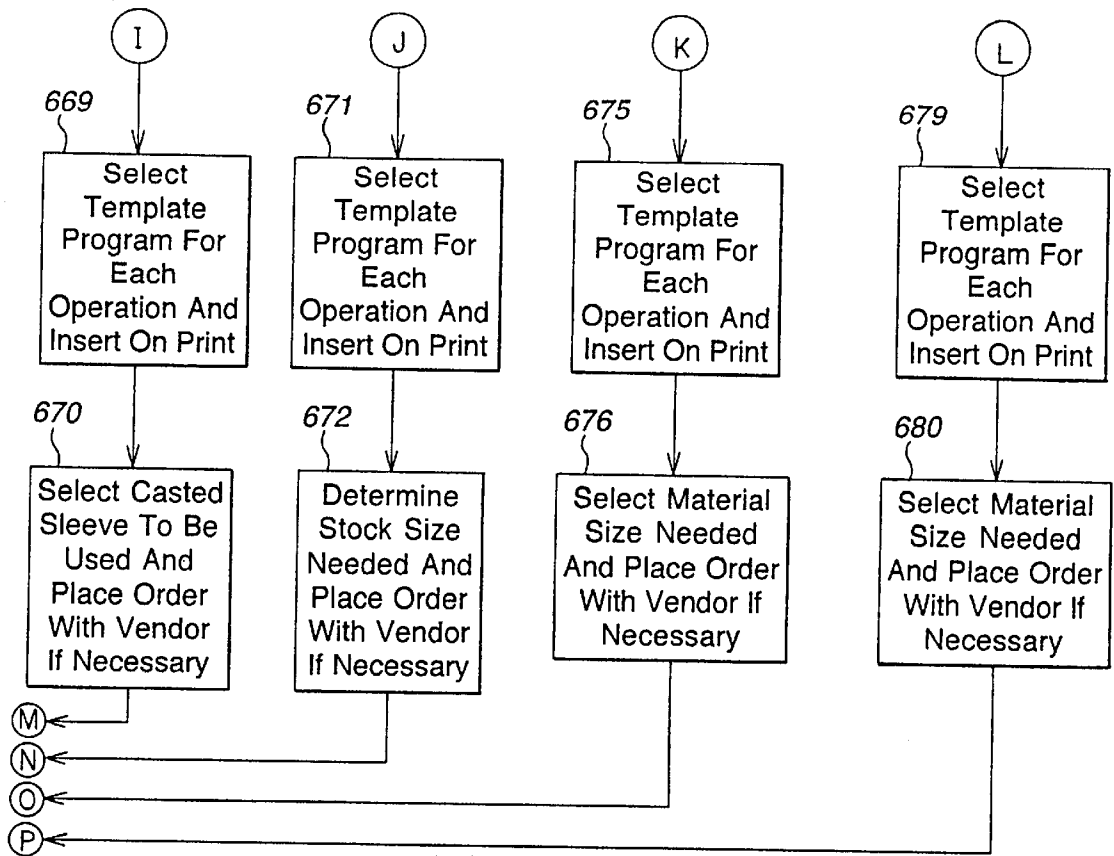 I
669
Select
Template
Program For
Each
Operation And
Insert On Print
670
Select Casted
Sleeve To Be
Used And
Place Order
With Vendor
If Necessary
M
J
671
Select
Template
Program For
Each
Operation And
Insert On Print
672
Determine
Stock Size
Needed And
Place Order
With Vendor
If Necessary
N
K
675
Select
Template
Program For
Each
Operation And
Insert On Print
676
Select Material
Size Needed
And Place Order
With Vendor If
Necessary
O
L
679
Select
Template
Program For
Each
Operation And
Insert On Print
680
Select Material
Size Needed
And Place Order
With Vendor If
Necessary
P